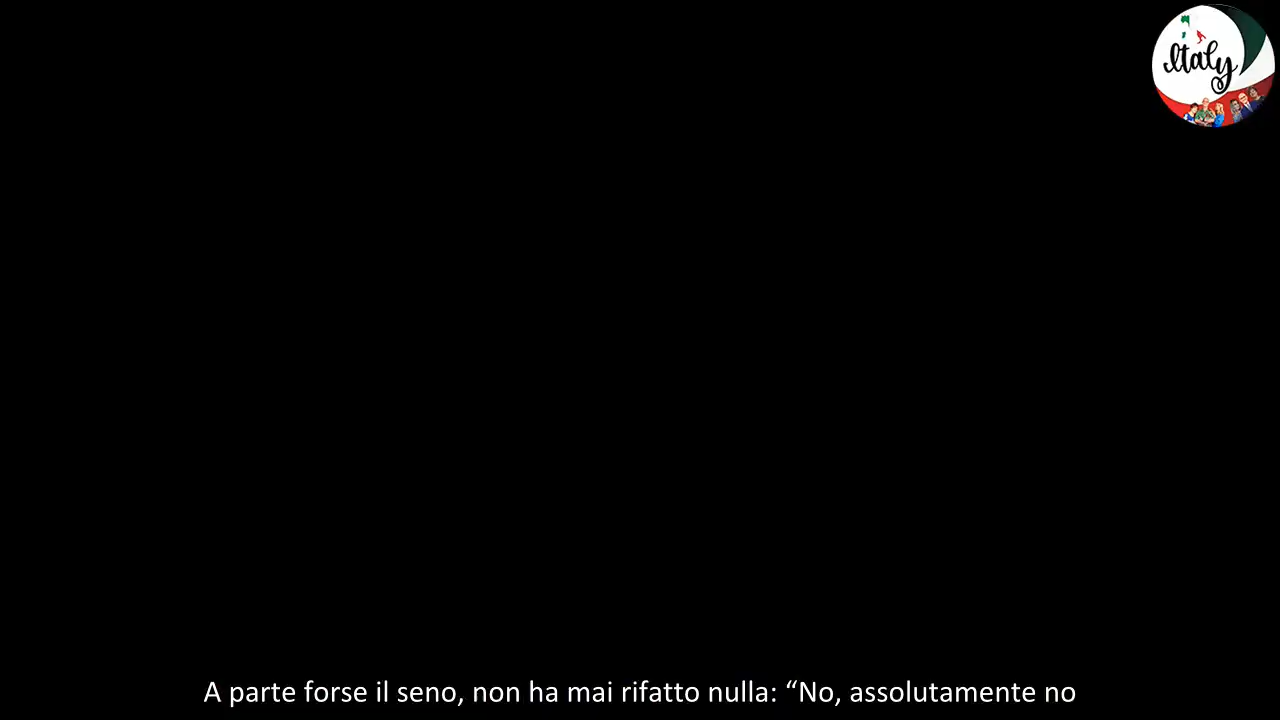 Italy
A parte forse il seno, non ha mai rifatto nulla: “No, assolutamente no